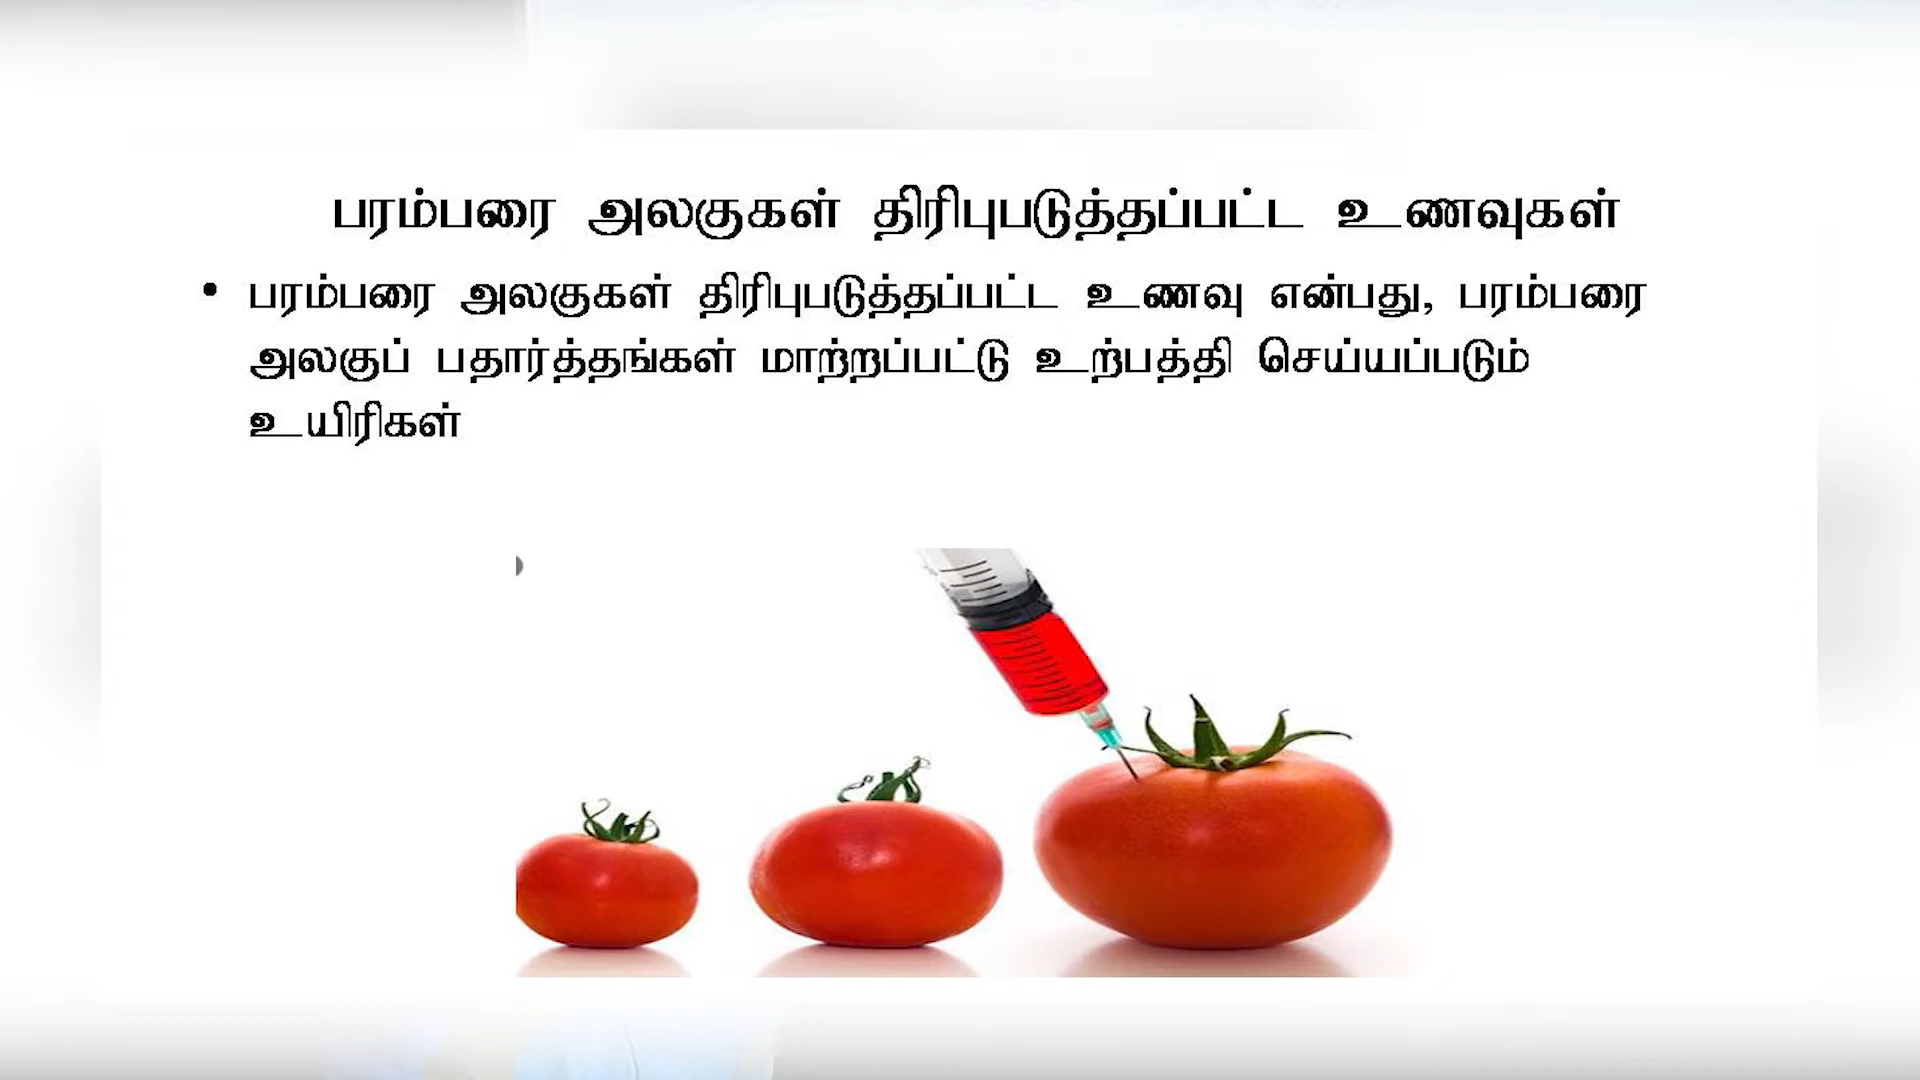 பரம்பரை அலகுகள் திரிபுபடுத்தப்பட்ட உணவுகள்
• பரம்பரை அலகுகள் திரிபுபடுத்தப்பட்ட உணவு என்பது, பரம்பரை
அலகுப் பதார்த்தங்கள் மாற்றப்பட்டு உற்பத்தி செய்யப்படும்
உயிரிகள்